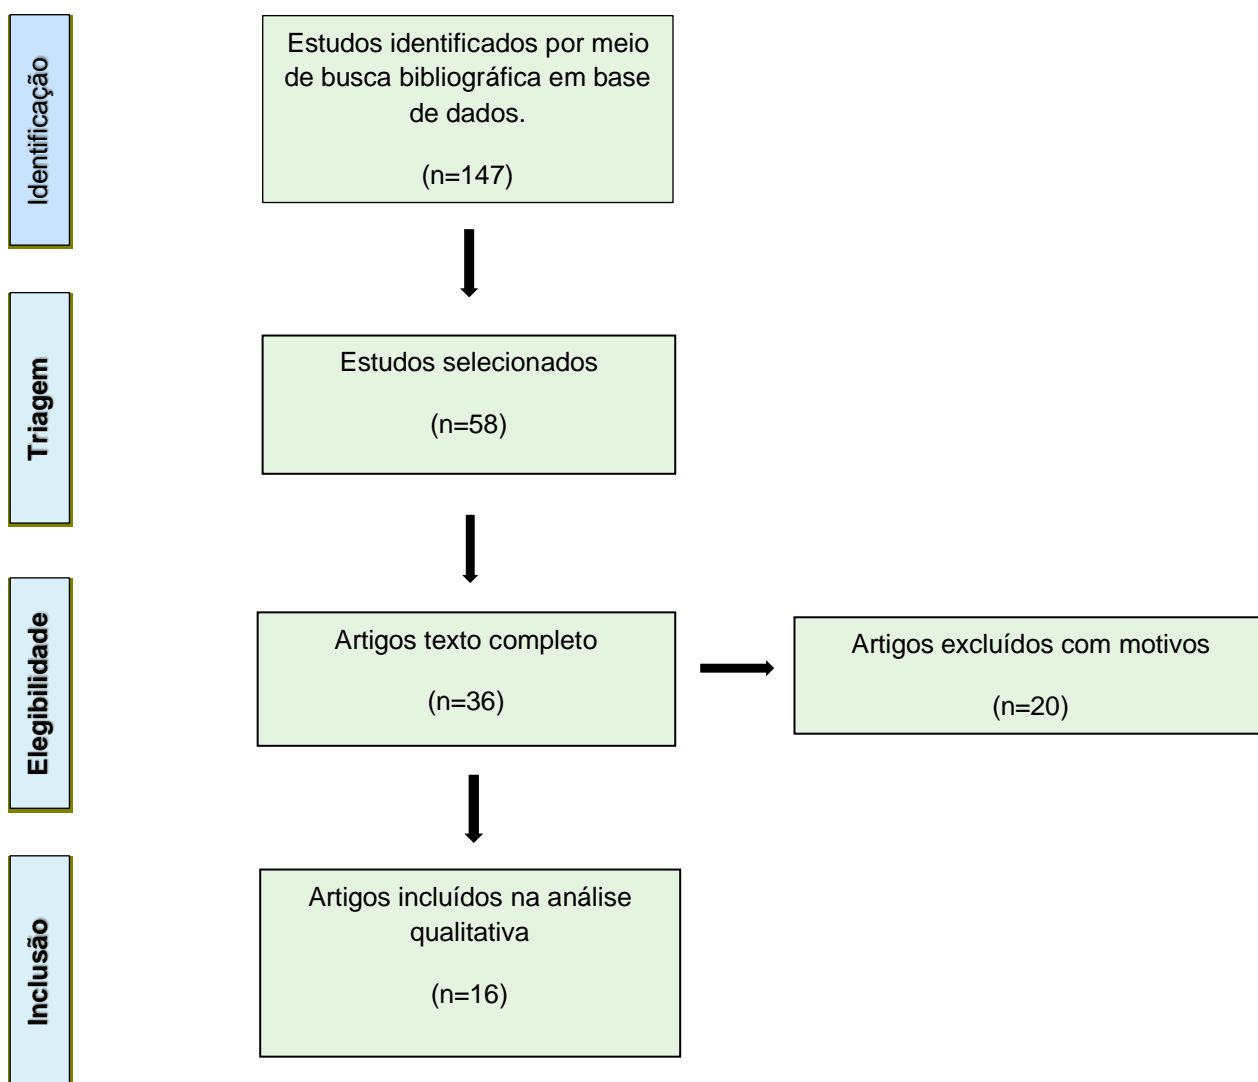 Identificação
Estudos identificados por meio
de busca bibliográfica em base
de dados.
(n=147)
Triagem
Estudos selecionados
(n=58)
Elegibilidade
Artigos texto completo
(n=36)
Artigos excluídos com motivos
(n=20)
Inclusão
Artigos incluídos na análise
qualitativa
(n=16)